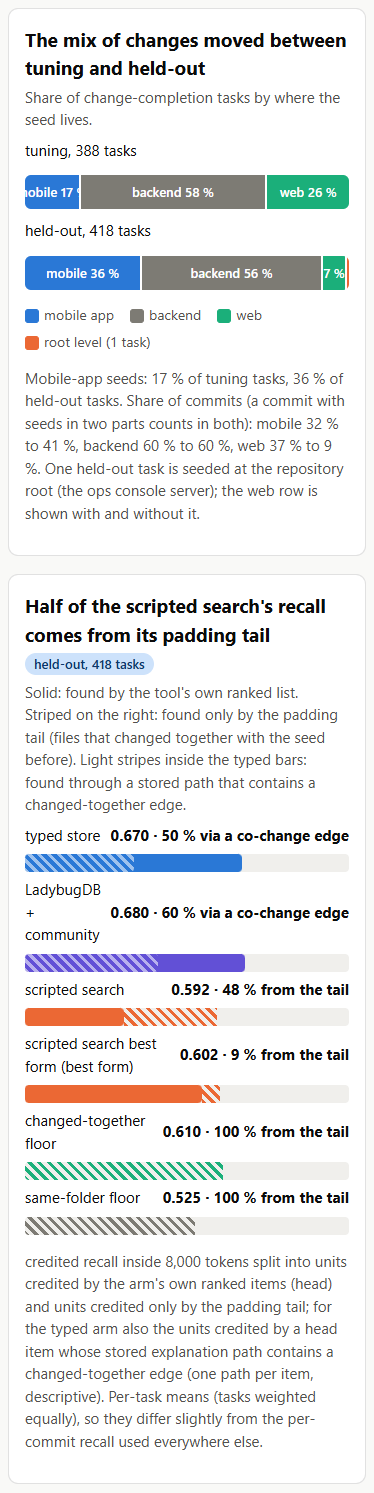 The mix of changes moved between
tuning and held-out
Share of change-completion tasks by where the
seed lives.
tuning, 388 tasks
mobile 17 %
backend 58 %
web 26 %
held-out, 418 tasks
mobile 36 %
backend 56 %
7 %
mobile app
backend
web
root level (1 task)
Mobile-app seeds: 17 % of tuning tasks, 36 % of
held-out tasks. Share of commits (a commit with
seeds in two parts counts in both): mobile 32 %
to 41 %, backend 60 % to 60 %, web 37 % to 9
%. One held-out task is seeded at the repository
root (the ops console server); the web row is
shown with and without it.
Half of the scripted search's recall
comes from its padding tail
held-out, 418 tasks
Solid: found by the tool's own ranked list.
Striped on the right: found only by the padding
tail (files that changed together with the seed
before). Light stripes inside the typed bars:
found through a stored path that contains a
changed-together edge.
typed store 0.670 · 50 % via a co-change edge
LadybugDB
+ 0.680 · 60 % via a co-change edge
community
scripted search 0.592 · 48 % from the tail
scripted search best
form (best form) 0.602 · 9 % from the tail
changed-together
floor 0.610 · 100 % from the tail
same-folder floor 0.525 · 100 % from the tail
credited recall inside 8,000 tokens split into units
credited by the arm's own ranked items (head)
and units credited only by the padding tail; for
the typed arm also the units credited by a head
item whose stored explanation path contains a
changed-together edge (one path per item,
descriptive). Per-task means (tasks weighted
equally), so they differ slightly from the per-
commit recall used everywhere else.